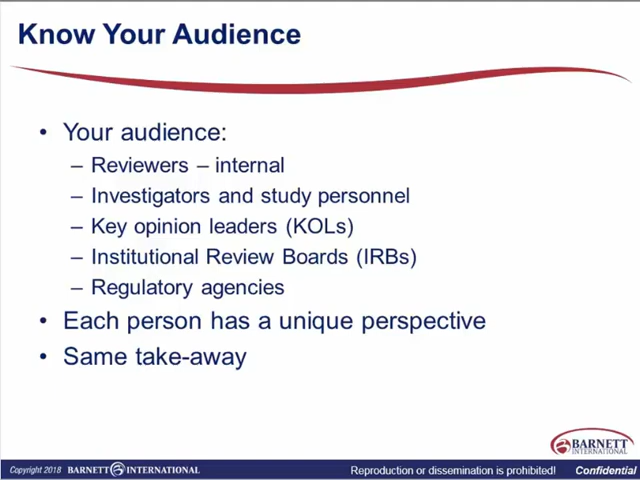 Know Your Audience
• Your audience:
– Reviewers – internal
– Investigators and study personnel
– Key opinion leaders (KOLs)
– Institutional Review Boards (IRBs)
– Regulatory agencies
• Each person has a unique perspective
• Same take-away
BARNETT
INTERNATIONAL
Copyright 2018 BARNETT INTERNATIONAL Reproduction or dissemination is prohibited! Confidential